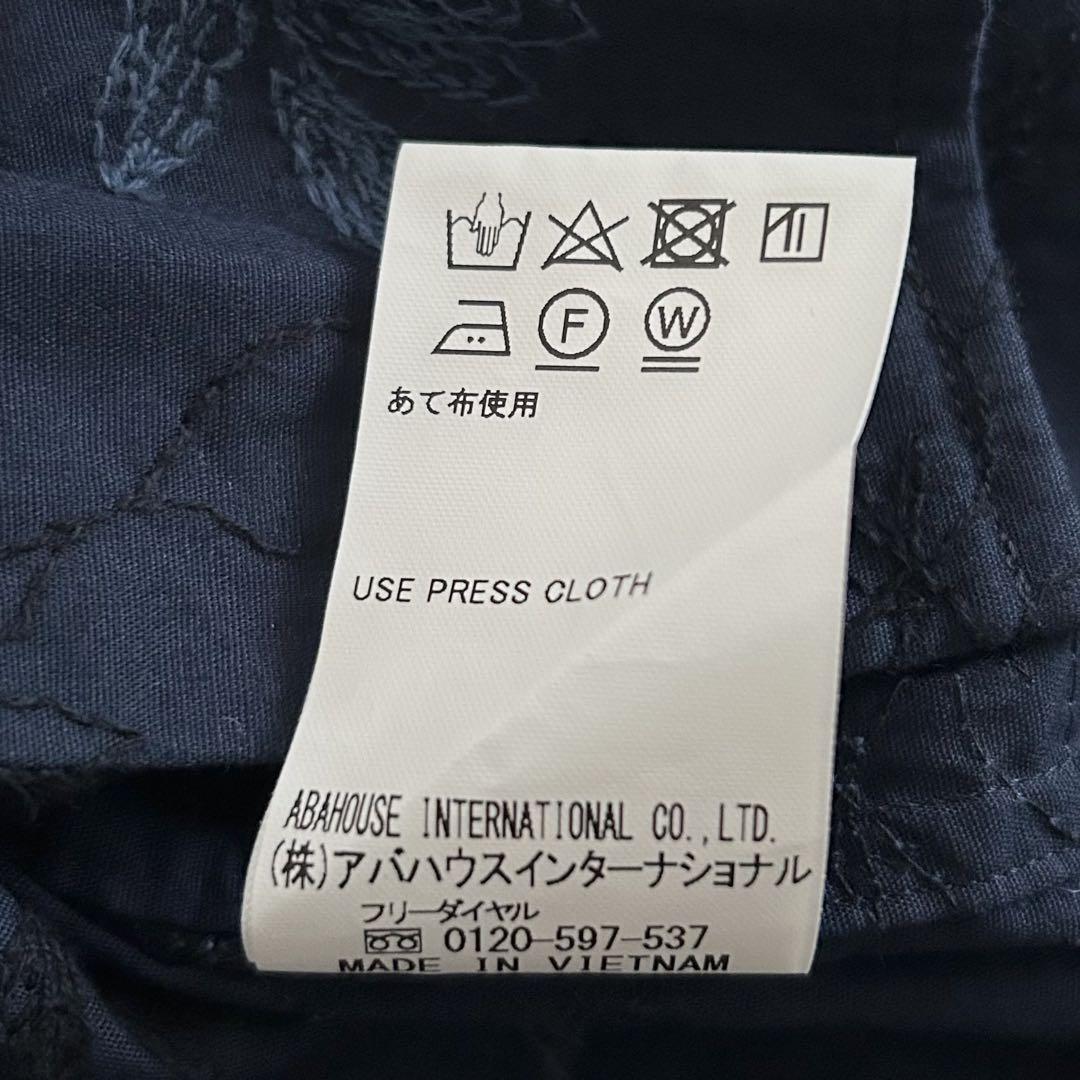 F
W
あて布使用
USE PRESS CLOTH
ABAHOUSE INTERNATIONAL CO.,LTD.
(株)アバハウスインターナショナル
フリーダイヤル
0120-597-537
MADE IN VIETNAM